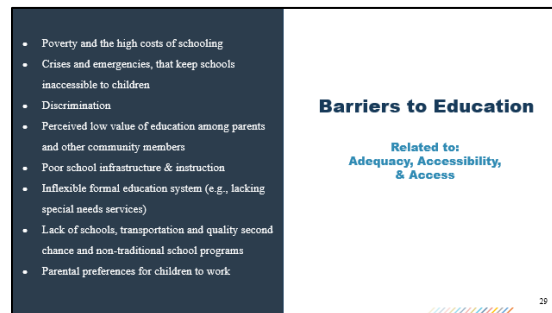 • Poverty and the high costs of schooling
• Crises and emergencies, that keep schools
inaccessible to children
• Discrimination
• Perceived low value of education among parents
and other community members
• Poor school infrastructure & instruction
• Inflexible formal education system (e.g., lacking
special needs services)
• Lack of schools, transportation and quality second
chance and non-traditional school programs
• Parental preferences for children to work
Barriers to Education
Related to:
Adequacy, Accessibility,
& Access
29